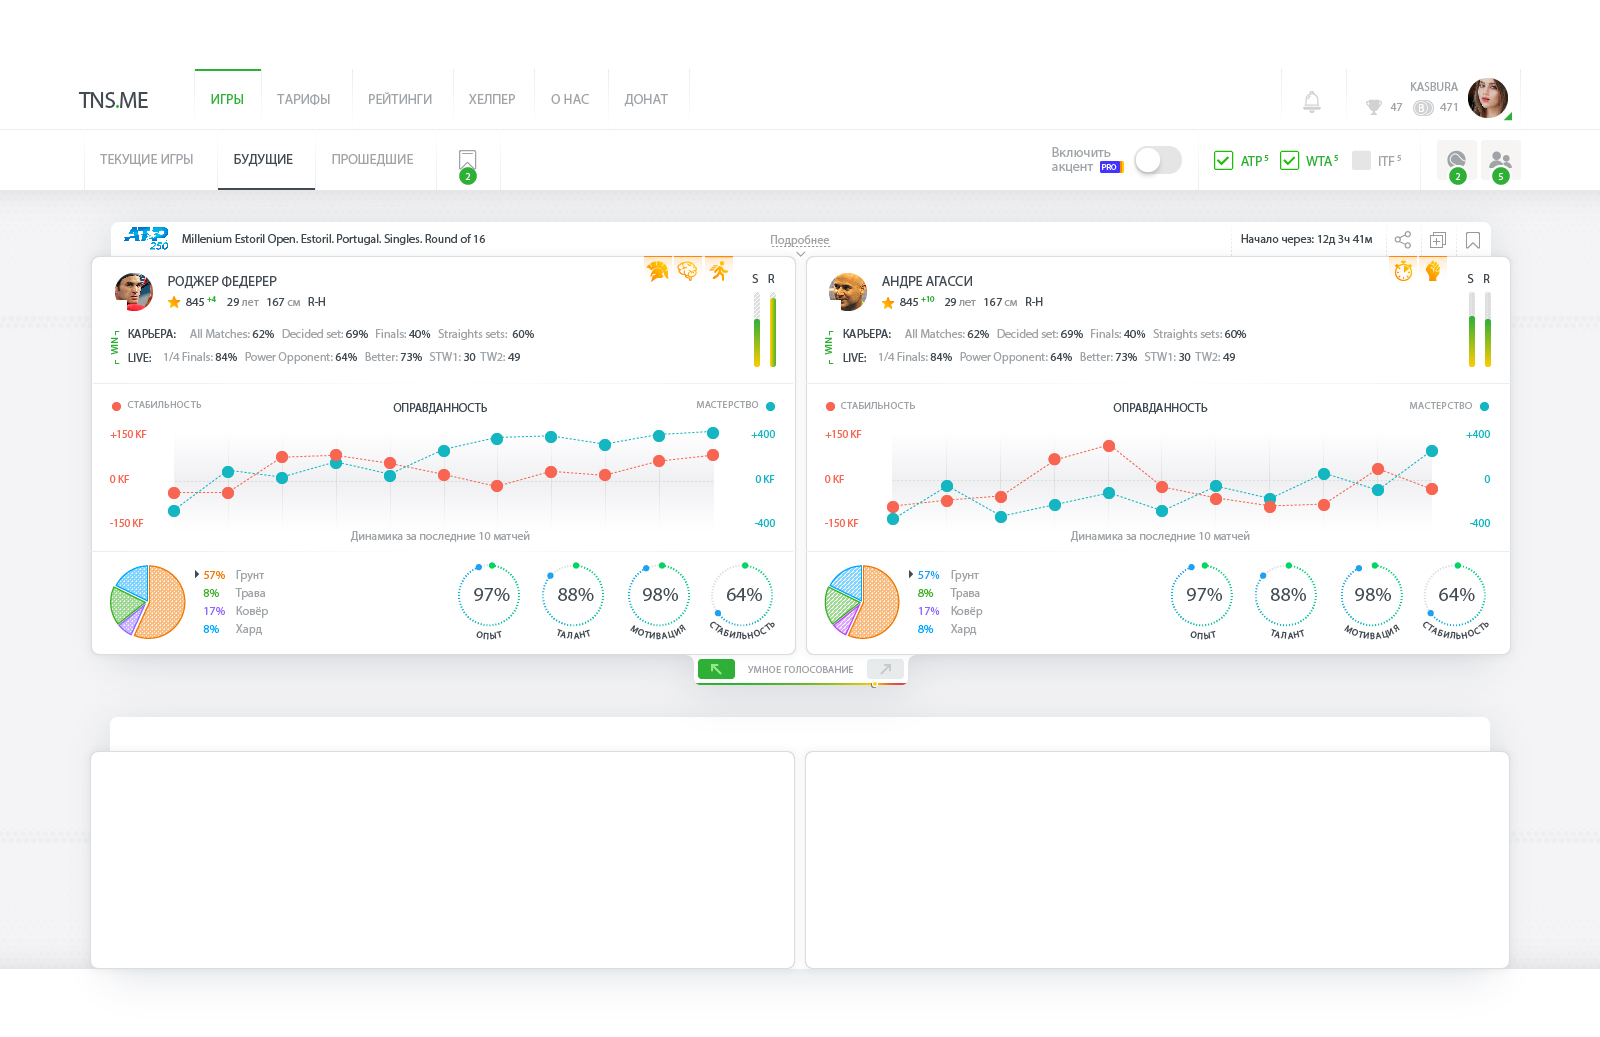 TNS.ME
ИГРЫ ТАРИФЫ РЕЙТИНГИ ХЕЛПЕР О НАС ДОНАТ
KASBURA
47 B 471
ТЕКУЩИЕ ИГРЫ БУДУЩИЕ ПРОШЕДШИЕ 2
Включить
акцент PRO
ATP 5 WTA 5 ITF 5
2 5
ATP 250 Millenium Estoril Open. Estoril. Portugal. Singles. Round of 16 Подробнее Начало через: 12д 3ч 41м
РОДЖЕР ФЕДЕРЕР S R
845 +4 29 лет 167 см R-H
WIN
КАРЬЕРА: All Matches: 62% Decided set: 69% Finals: 40% Straights sets: 60%
LIVE: 1/4 Finals: 84% Power Opponent: 64% Better: 73% STW1: 30 TW2: 49
СТАБИЛЬНОСТЬ ОПРАВДАННОСТЬ МАСТЕРСТВО
+150 KF +400
0 KF 0 KF
-150 KF -400
Динамика за последние 10 матчей
57% Грунт
8% Трава
17% Ковёр
8% Хард
97% 88% 98% 64%
ОПЫТ ТАЛАНТ МОТИВАЦИЯ СТАБИЛЬНОСТЬ
АНДРЕ АГАССИ S R
845 +10 29 лет 167 см R-H
WIN
КАРЬЕРА: All Matches: 62% Decided set: 69% Finals: 40% Straights sets: 60%
LIVE: 1/4 Finals: 84% Power Opponent: 64% Better: 73% STW1: 30 TW2: 49
СТАБИЛЬНОСТЬ ОПРАВДАННОСТЬ МАСТЕРСТВО
+150 KF +400
0 KF 0
-150 KF -400
Динамика за последние 10 матчей
57% Грунт
8% Трава
17% Ковёр
8% Хард
97% 88% 98% 64%
ОПЫТ ТАЛАНТ МОТИВАЦИЯ СТАБИЛЬНОСТЬ
УМНОЕ ГОЛОСОВАНИЕ